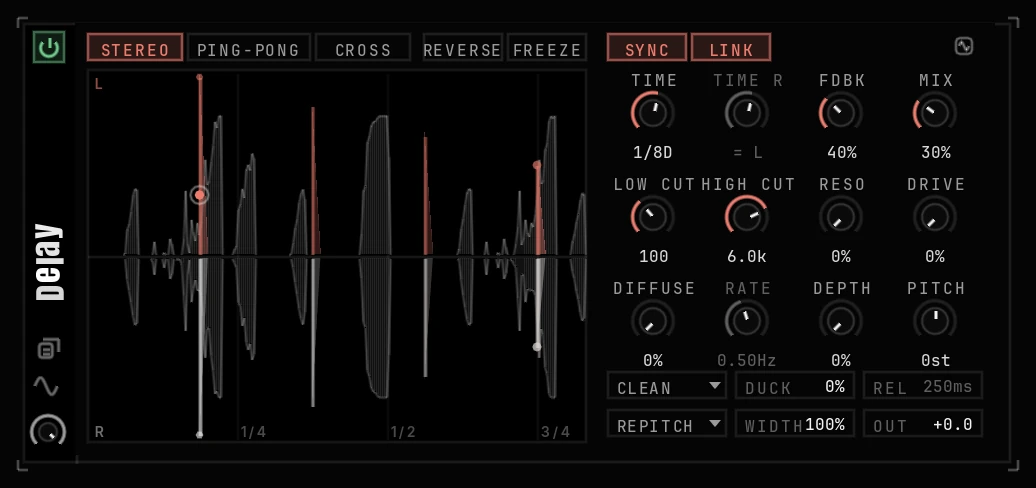 STEREO PING-PONG CROSS REVERSE FREEZE SYNC LINK
L
TIME TIME R FDBK MIX
1/8D = L 40% 30%
LOW CUT HIGH CUT RESO DRIVE
100 6.0k 0% 0%
DIFFUSE RATE DEPTH PITCH
0% 0.50Hz 0% 0st
CLEAN DUCK 0% REL 250ms
REPITCH WIDTH 100% OUT +0.0
R 1/4 1/2 3/4
Delay